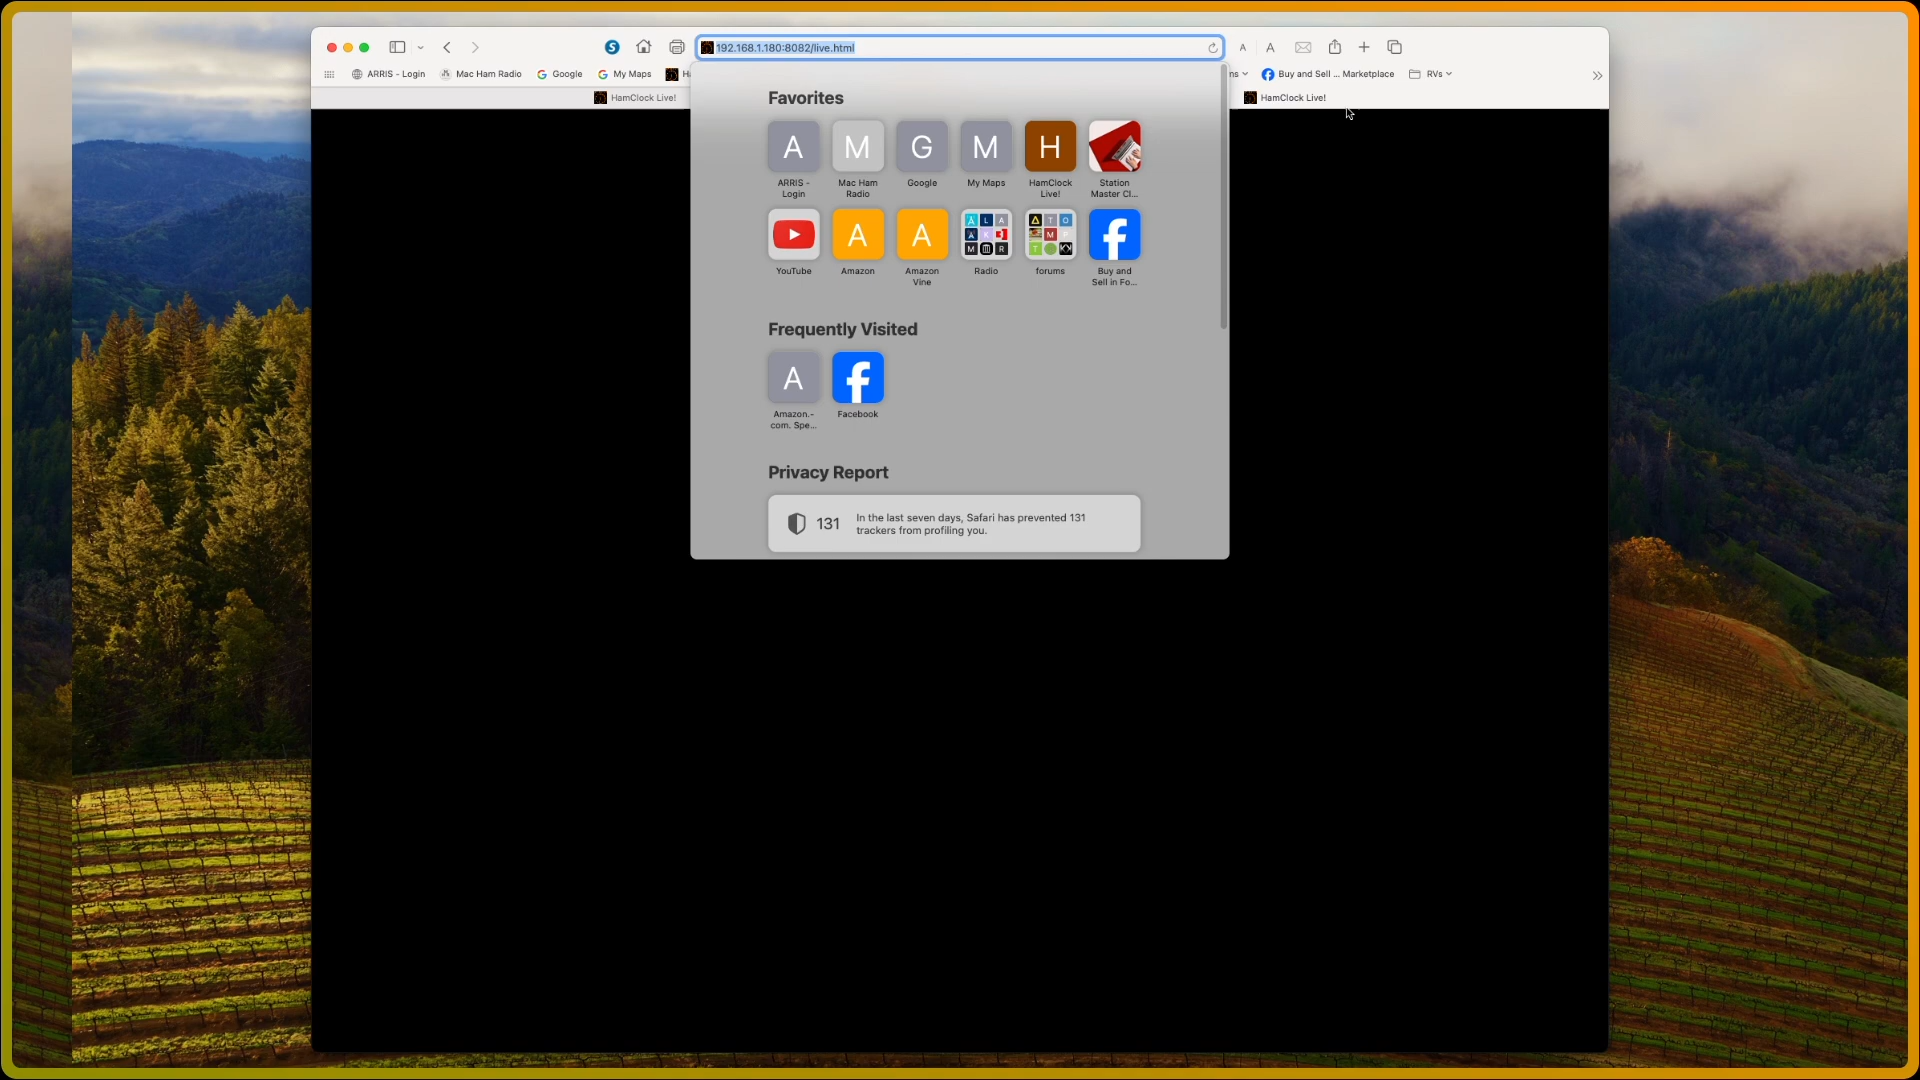 192.168.1.180:8082/live.html
A
A
ARRIS - Login
Mac Ham Radio
Google
My Maps
Buy and Sell ... Marketplace
RVs
HamClock Live!
HamClock Live!
Favorites
A
M
G
M
H
ARRIS -
Login
Mac Ham
Radio
Google
My Maps
HamClock
Live!
Station
Master Cl...
A
A
YouTube
Amazon
Amazon
Vine
Radio
forums
Buy and
Sell in Fo...
Frequently Visited
A
Amazon.-
com. Spe...
Facebook
Privacy Report
131
In the last seven days, Safari has prevented 131
trackers from profiling you.